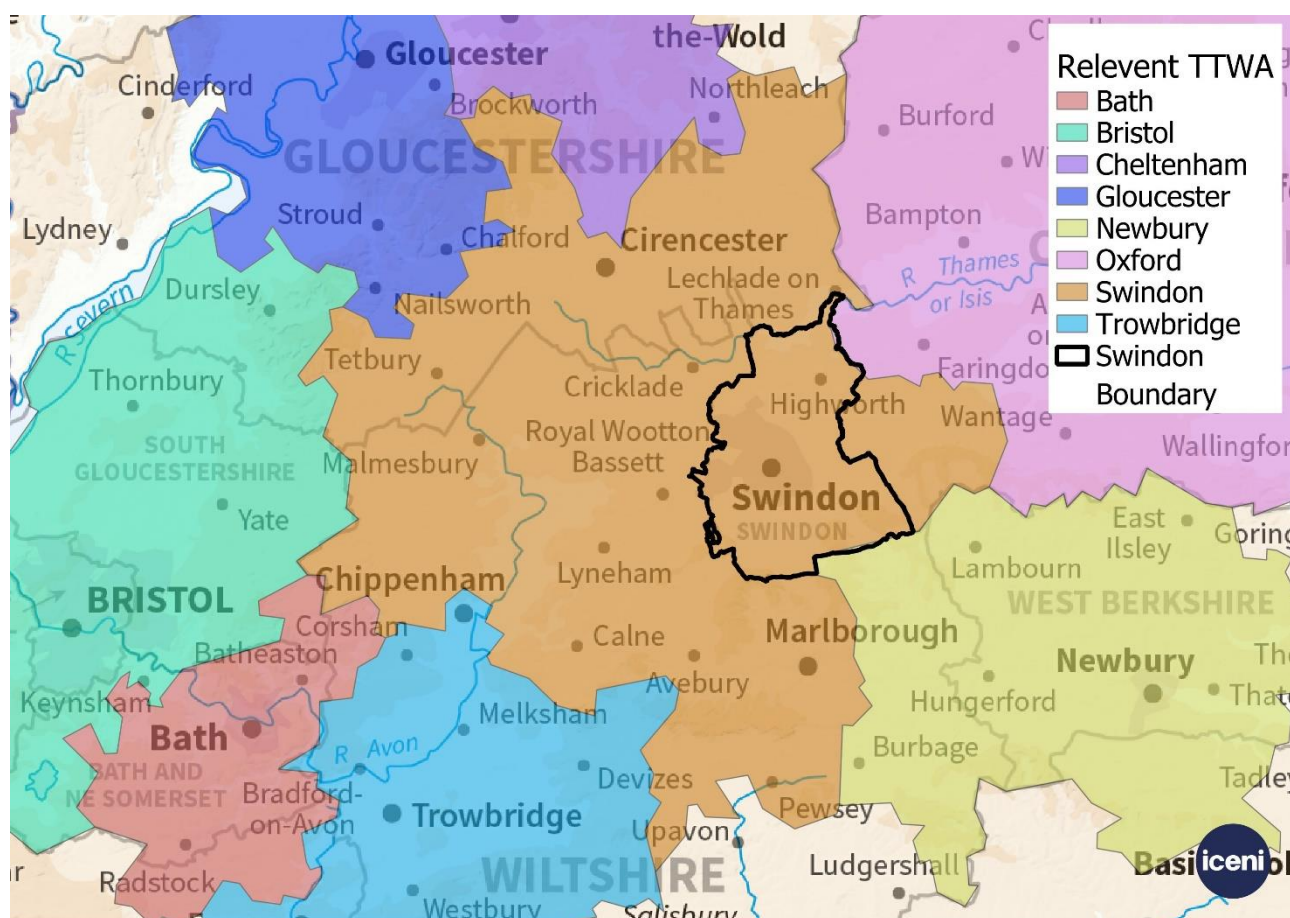 the-Wold
Gloucester
Cinderford
Brockworth
Northleach
Burford
GLOUCESTERSHIRE
Stroud
Bampton
Lydney
Chalford
Cirencester
R Thames
or Isis
Lechlade on
Thames
Dursley
Nailsworth
R Severn
Tetbury
Faringdo
Thornbury
Cricklade
Highworth
Wantage
Royal Wootton
Bassett
SOUTH
GLOUCESTERSHIRE
Malmesbury
Wallingfor
Swindon
SWINDON
Yate
East
Ilsley
Goring
Lyneham
Lambourn
Chippenham
BRISTOL
WEST BERKSHIRE
Corsham
Calne
Marlborough
Batheaston
Newbury
Avebury
Hungerford
Keynsham
Melksham
Bath
R Avon
Burbage
BATH AND
NE SOMERSET
Devizes
Tadley
Bradford-
on-Avon
Trowbridge
Pewsey
Upavon
WILTSHIRE
Ludgershall
Radstock
Westbury
Salisbury
Relevent TTWA
Bath
Bristol
Cheltenham
Gloucester
Newbury
Oxford
Swindon
Trowbridge
Swindon
Boundary
iceni